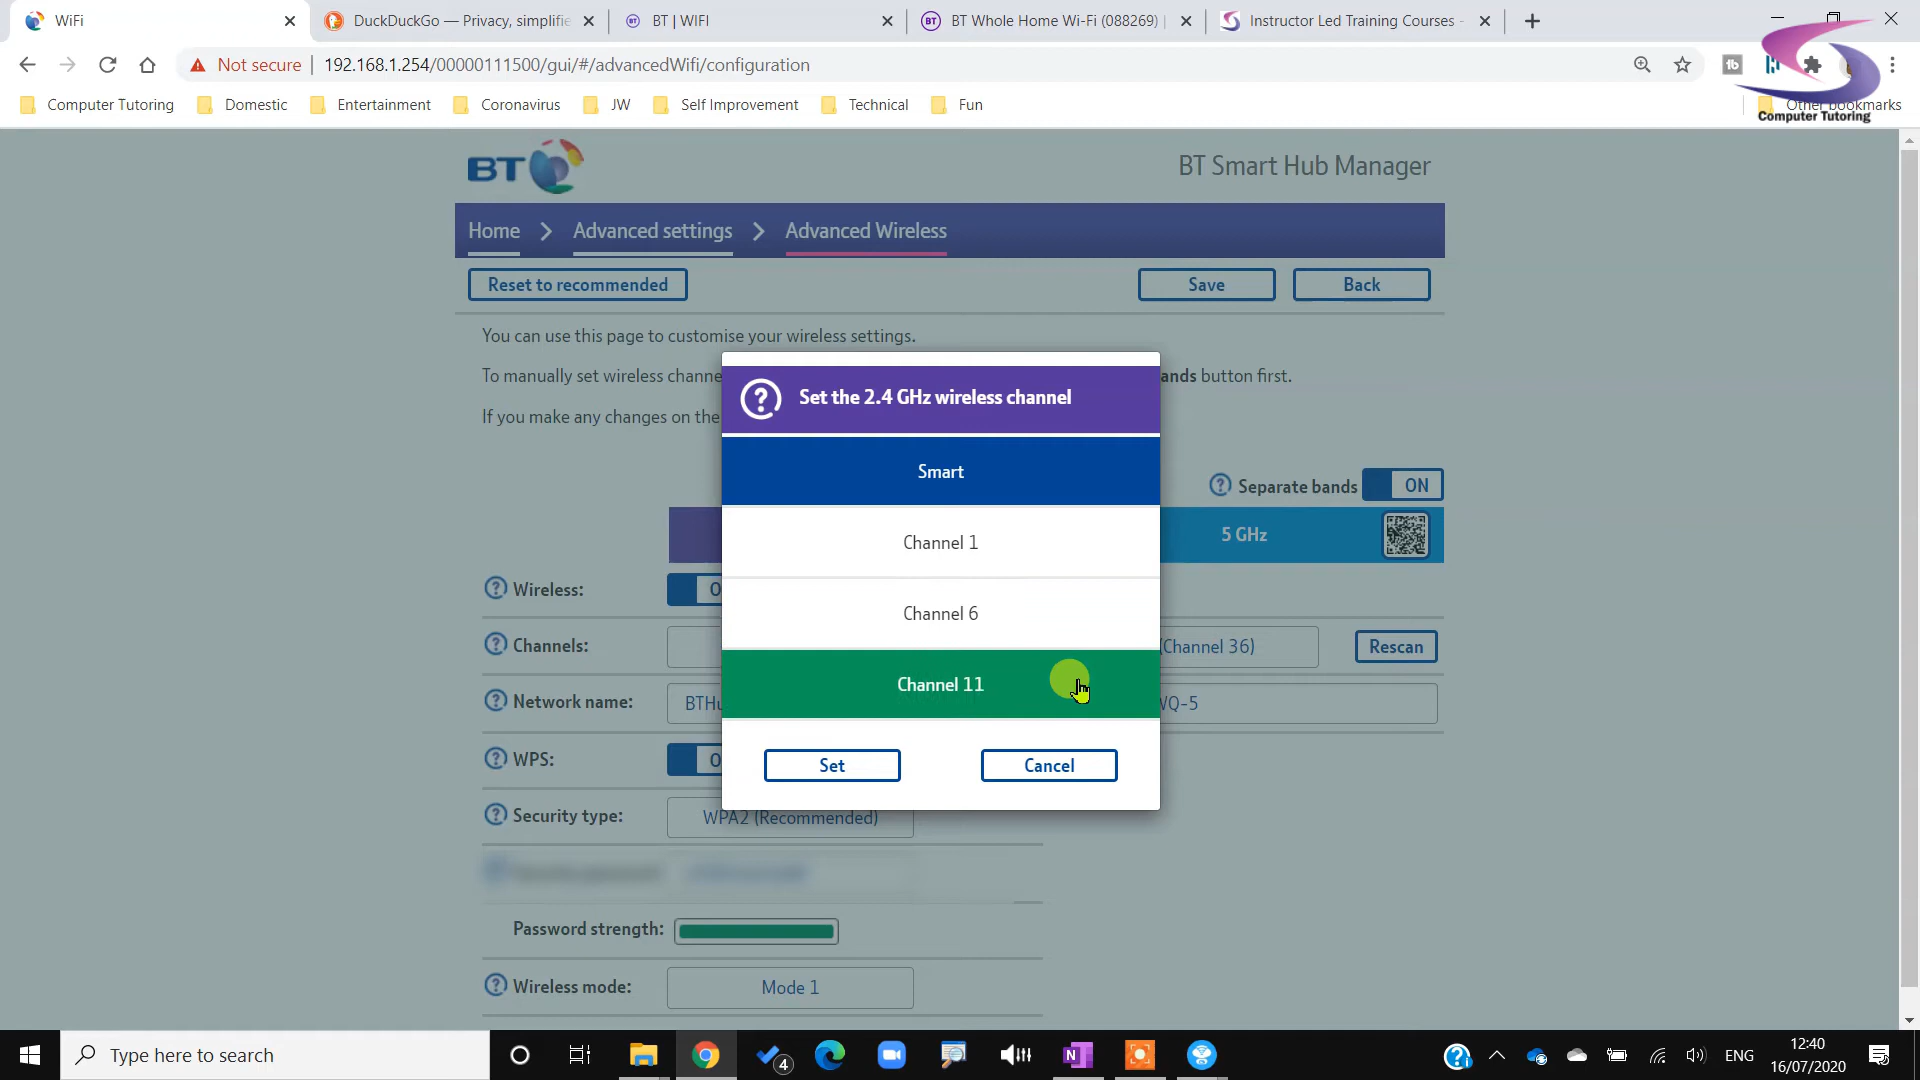 WiFi
DuckDuckGo — Privacy, simplifie
BT | WIFI
BT Whole Home Wi-Fi (088269) |
Instructor Led Training Courses -
Not secure
192.168.1.254/00000111500/gui/#/advancedWifi/configuration
Computer Tutoring
Domestic
Entertainment
Coronavirus
JW
Self Improvement
Technical
Fun
Other bookmarks
Computer Tutoring
BT
BT Smart Hub Manager
Home
Advanced settings
Advanced Wireless
Reset to recommended
Save
Back
You can use this page to customise your wireless settings.
To manually set wireless channe
ands button first.
If you make any changes on the
Set the 2.4 GHz wireless channel
Smart
Channel 1
Channel 6
Channel 11
Set
Cancel
Separate bands
ON
5 GHz
Wireless:
O
Channels:
(Channel 36)
Rescan
Network name:
BTHu
WQ-5
WPS:
O
Security type:
WPA2 (Recommended)
Password strength:
Wireless mode:
Mode 1
Type here to search
4
ENG
12:40
16/07/2020